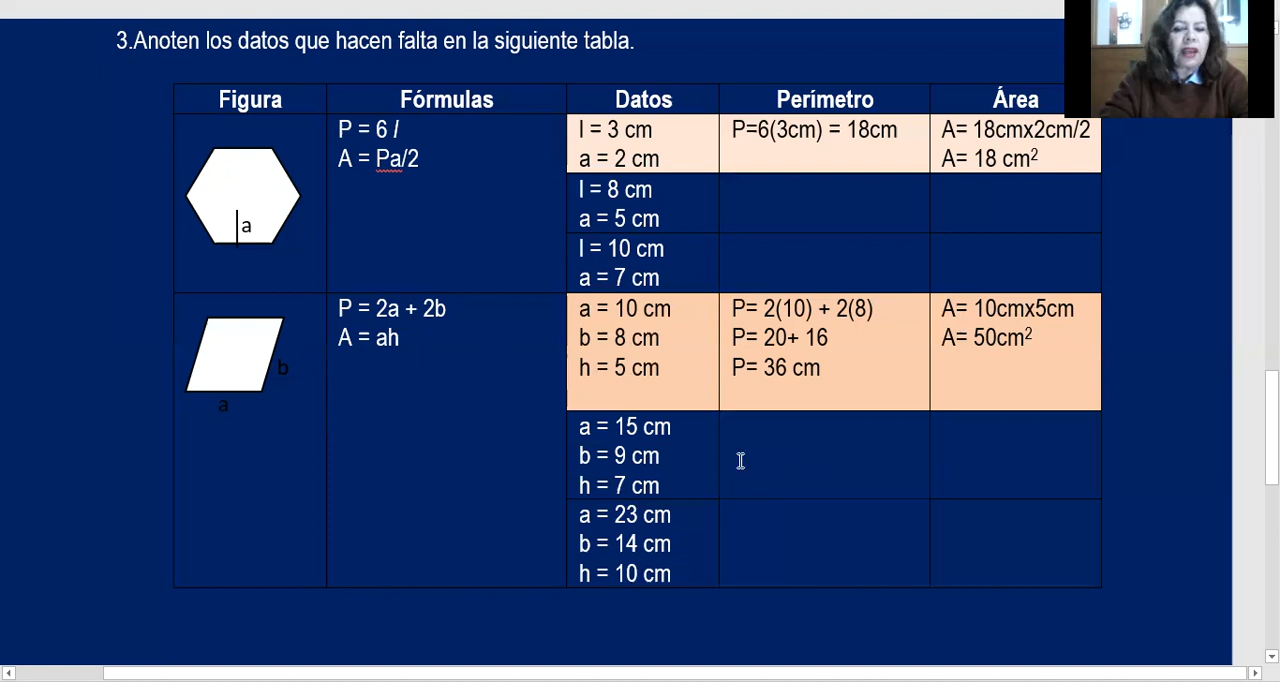 3.Anoten los datos que hacen falta en la siguiente tabla.
Figura Fórmulas Datos Perímetro Área
P = 6 l
A = Pa/2
l = 3 cm
a = 2 cm
P=6(3cm) = 18cm
A= 18cmx2cm/2
A= 18 cm²
a
l = 8 cm
a = 5 cm
l = 10 cm
a = 7 cm
P = 2a + 2b
A = ah
a = 10 cm
b = 8 cm
h = 5 cm
P= 2(10) + 2(8)
P= 20+ 16
P= 36 cm
A= 10cmx5cm
A= 50cm²
b
a
a = 15 cm
b = 9 cm
h = 7 cm
a = 23 cm
b = 14 cm
h = 10 cm